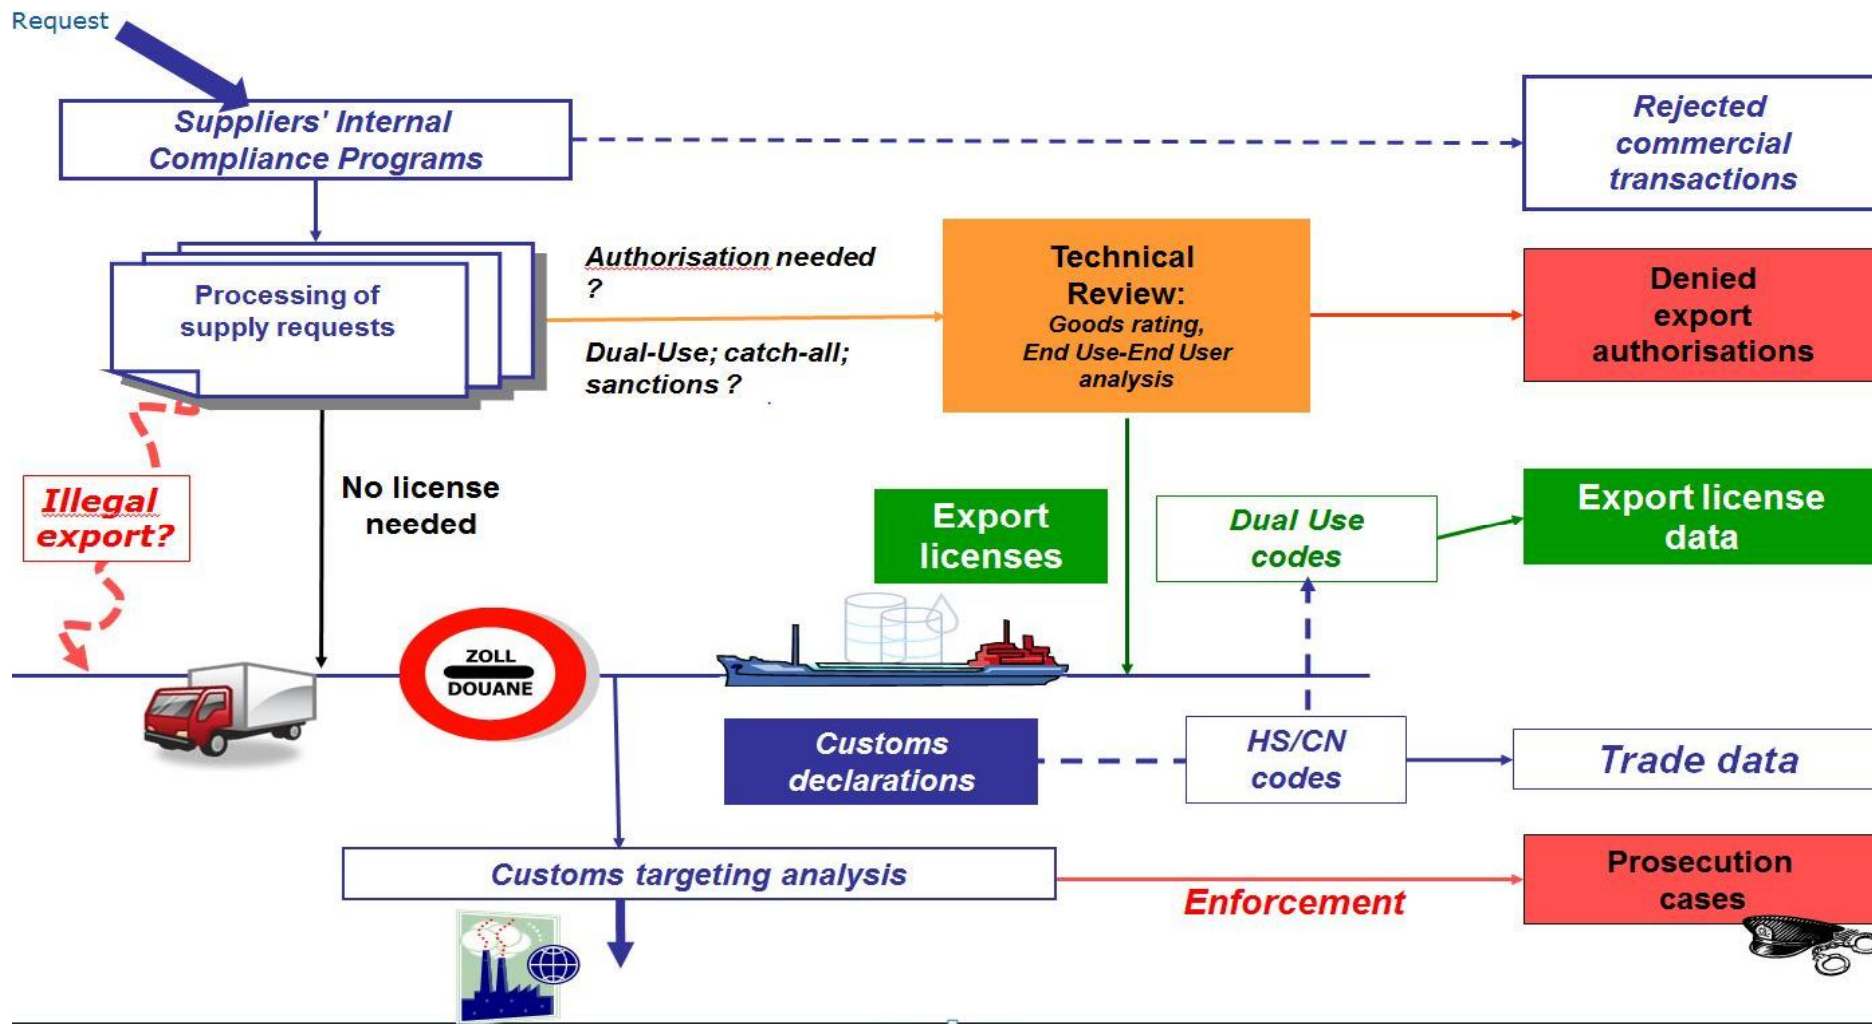 Request
Suppliers' Internal
Compliance Programs
Rejected
commercial
transactions
Processing of
supply requests
Authorisation needed
?
Dual-Use; catch-all;
sanctions ?
Technical
Review:
Goods rating,
End Use-End User
analysis
Denied
export
authorisations
Illegal
export?
No license
needed
Export
licenses
Dual Use
codes
Export license
data
ZOLL
DOUANE
Customs
declarations
HS/CN
codes
Trade data
Customs targeting analysis
Enforcement
Prosecution
cases